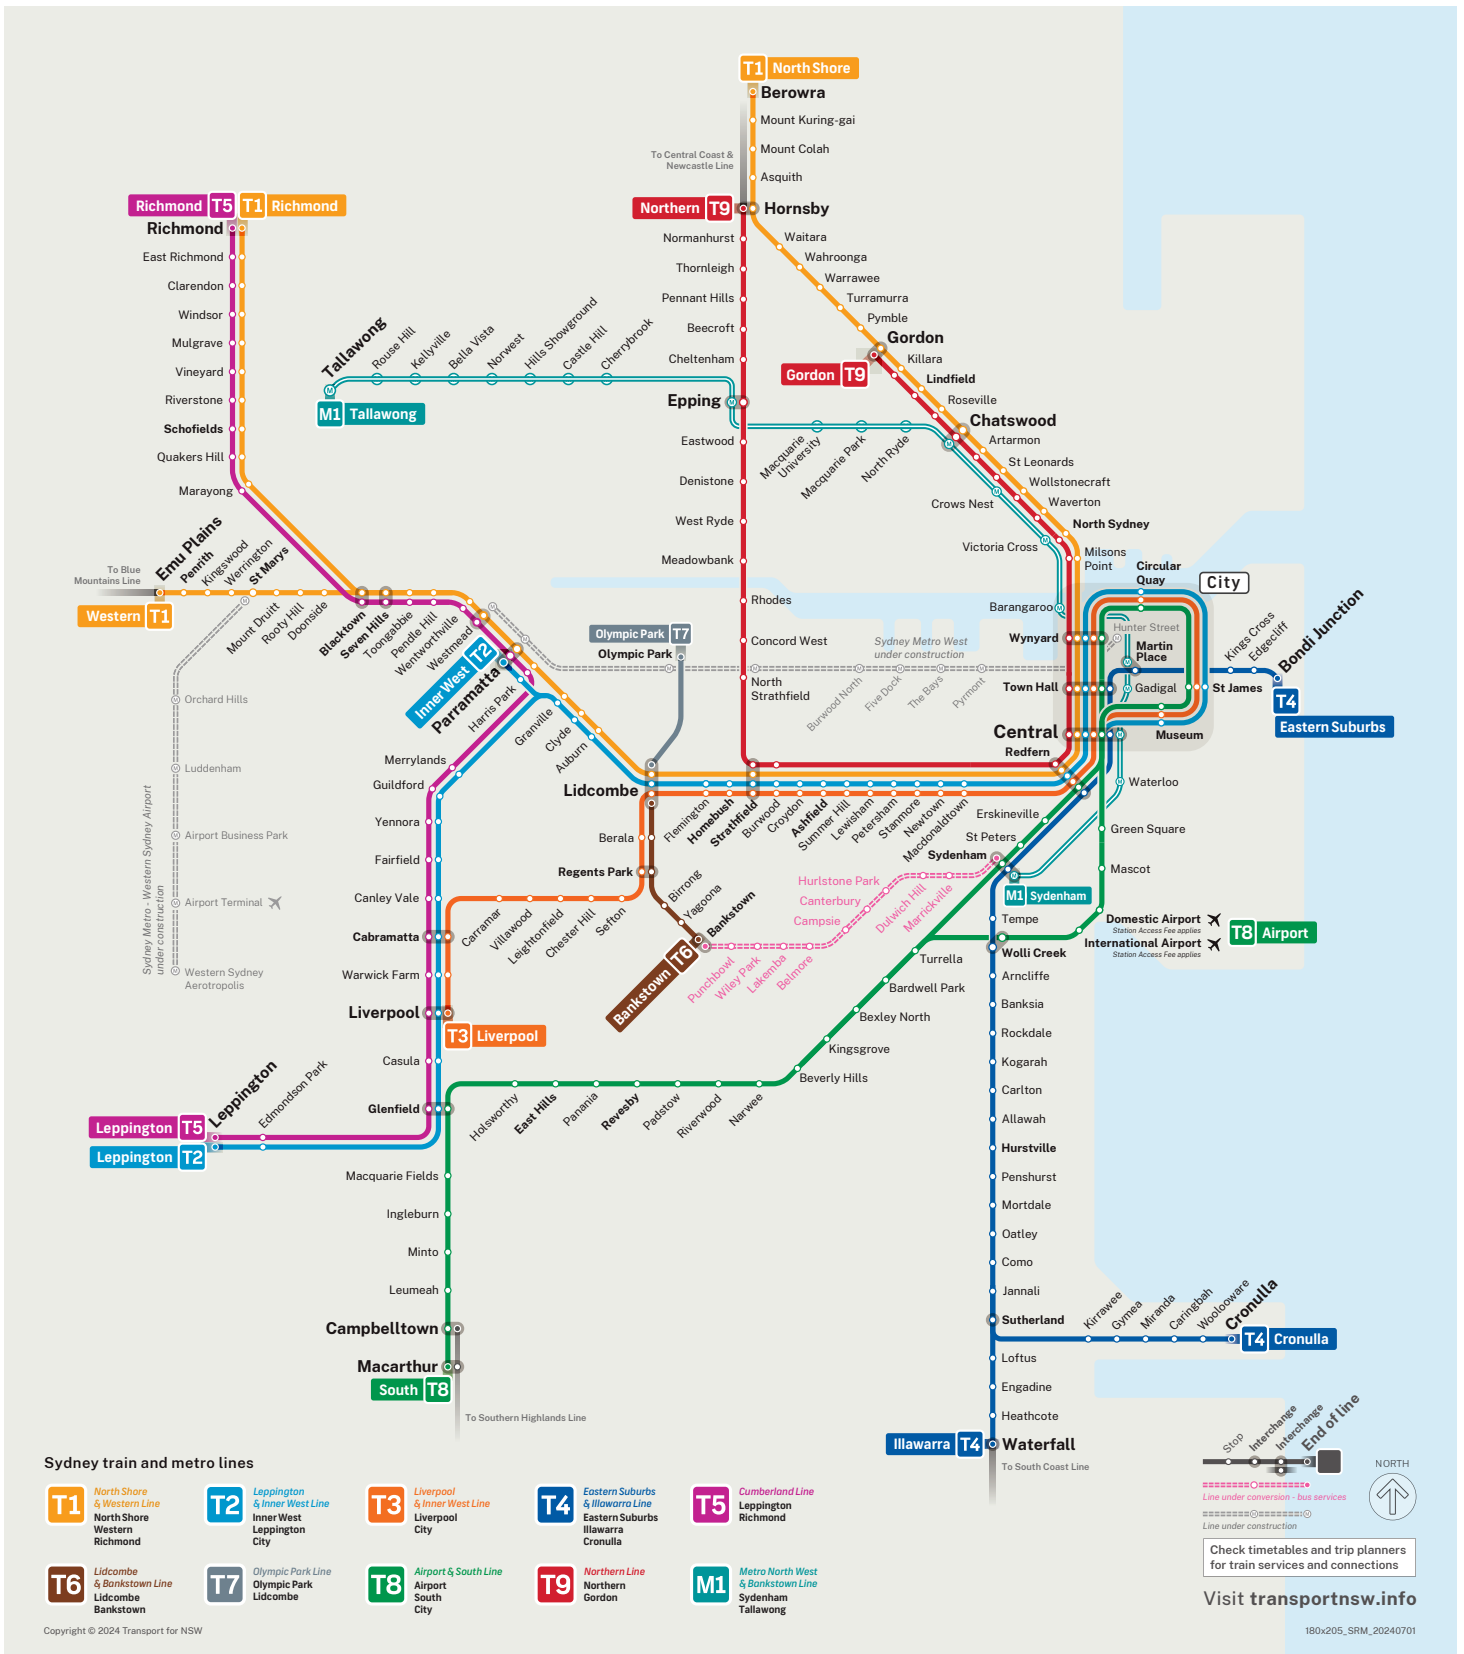 T1 North Shore
Berowra
Mount Kuring-gai
Mount Colah
To Central Coast &
Newcastle Line
Asquith
Northern T9
Hornsby
Richmond T5 T1 Richmond
Richmond
East Richmond
Clarendon
Windsor
Mulgrave
Vineyard
Riverstone
Schofields
Quakers Hill
Marayong
Normanhurst
Thornleigh
Pennant Hills
Beecroft
Cheltenham
Epping
Eastwood
Denistone
West Ryde
Meadowbank
Rhodes
Concord West
North
Strathfield
Waitara
Wahroonga
Warrawee
Turramurra
Pymble
Gordon
Gordon T9
Killara
Lindfield
Roseville
Chatswood
Artarmon
St Leonards
Wollstonecraft
Waverton
North Sydney
Milsons
Point
Tallawong
M1 Tallawong
Rouse Hill
Kellyville
Bella Vista
Norwest
Hills Showground
Castle Hill
Cherrybrook
Macquarie
University
Macquarie Park
North Ryde
Crows Nest
Victoria Cross
Barangaroo
To Blue
Mountains Line
Western T1
Emu Plains
Penrith
Kingswood
Werrington
St Marys
Mount Druitt
Rooty Hill
Doonside
Blacktown
Seven Hills
Toongabbie
Pendle Hill
Wentworthville
Westmead
Inner West T2
Parramatta
Harris Park
Granville
Clyde
Auburn
Olympic Park T7
Olympic Park
Sydney Metro West
under construction
Burwood North
Five Dock
The Bays
Pyrmont
Circular
Quay
City
Hunter Street
Wynyard
Martin
Place
Town Hall
Gadigal
St James
Central
Museum
Redfern
Kings Cross
Edgecliff
Bondi Junction
T4
Eastern Suburbs
Orchard Hills
Luddenham
Airport Business Park
Airport Terminal
Western Sydney
Aerotropolis
Sydney Metro - Western Sydney Airport
under construction
Merrylands
Guildford
Yennora
Fairfield
Canley Vale
Cabramatta
Warwick Farm
Liverpool
T3 Liverpool
Casula
Glenfield
Lidcombe
Flemington
Homebush
Strathfield
Burwood
Croydon
Ashfield
Summer Hill
Lewisham
Petersham
Stanmore
Newtown
Macdonaldtown
Berala
Regents Park
Carramar
Villawood
Leightonfield
Chester Hill
Sefton
Birrong
Yagoona
Bankstown
Bankstown T6
Punchbowl
Wiley Park
Lakemba
Belmore
Campsie
Canterbury
Hurlstone Park
Dulwich Hill
Marrickville
Erskineville
St Peters
Sydenham
M1 Sydenham
Waterloo
Green Square
Mascot
Domestic Airport
Station Access Fee applies
International Airport
Station Access Fee applies
T8 Airport
Tempe
Wolli Creek
Turrella
Bardwell Park
Bexley North
Kingsgrove
Beverly Hills
Arncliffe
Banksia
Rockdale
Kogarah
Carlton
Allawah
Hurstville
Penshurst
Mortdale
Oatley
Como
Jannali
Sutherland
Loftus
Engadine
Heathcote
Illawarra T4
Waterfall
To South Coast Line
Kirrawee
Gymea
Miranda
Caringbah
Woolooware
Cronulla
T4 Cronulla
Leppington
Edmondson Park
Leppington T5
Leppington T2
Holsworthy
East Hills
Panania
Revesby
Padstow
Riverwood
Narwee
Macquarie Fields
Ingleburn
Minto
Leumeah
Campbelltown
Macarthur
South T8
To Southern Highlands Line
Sydney train and metro lines
T1
North Shore
& Western Line
North Shore
Western
Richmond
T2
Leppington
& Inner West Line
Inner West
Leppington
City
T3
Liverpool
& Inner West Line
Liverpool
City
T4
Eastern Suburbs
& Illawarra Line
Eastern Suburbs
Illawarra
Cronulla
T5
Cumberland Line
Leppington
Richmond
T6
Lidcombe
& Bankstown Line
Lidcombe
Bankstown
T7
Olympic Park Line
Olympic Park
Lidcombe
T8
Airport & South Line
Airport
South
City
T9
Northern Line
Northern
Gordon
M1
Metro North West
& Bankstown Line
Sydenham
Tallawong
Stop
Interchange
Interchange
End of line
Line under conversion - bus services
Line under construction
NORTH
Check timetables and trip planners
for train services and connections
Visit transportnsw.info
Copyright © 2024 Transport for NSW
180x205_SRM_20240701